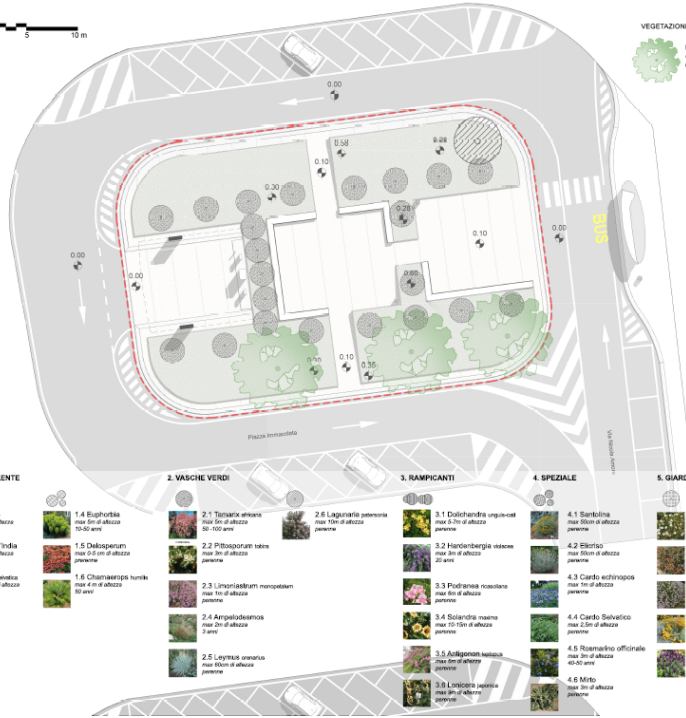 5
10 m
VEGETAZION
0.00
0.58
0.10
0.30
0.10
0.00
BUS
0.00
0.00
0.60
0.10
0.35
Piazza Immacolata
ENTE
1.4 Euphorbia
max 5m di altezza
10-50 anni
'India
1.5 Delosperum
max 0.5 cm di altezza
perenne
1.6 Chamaerops humilis
max 4 m di altezza
50 anni
2. VASCHE VERDI
2.1 Tamarix africana
max 5m di altezza
50 -100 anni
2.2 Pittosporum tobira
max 3m di altezza
perenne
2.3 Limoniastrum monopetalum
max 1m di altezza
perenne
2.4 Ampelodesmos
max 2m di altezza
3 anni
2.5 Leymus arenarius
max 60cm di altezza
perenne
2.6 Lagunaria patersonia
max 10m di altezza
perenne
3. RAMPICANTI
3.1 Dolichandra unguis-cati
max 5-7m di altezza
perenne
3.2 Hardenbergia violacea
max 3m di altezza
20 anni
3.3 Podranea ricasoliana
max 6m di altezza
perenne
3.4 Solandra maxima
max 10-15m di altezza
perenne
3.5 Antigonon leptopus
max 6m di altezza
perenne
3.6 Lonicera japonica
di altezza
perenne
4. SPEZIALE
4.1 Santolina
max 50cm di altezza
perenne
4.2 Elicriso
max 50cm di altezza
perenne
4.3 Cardo echinopos
max 1m di altezza
perenne
4.4 Cardo Selvatico
max 2,5m di altezza
perenne
4.5 Rosmarino officinale
max 3m di altezza
40-50 anni
4.6 Mirto
max 3m di altezza
perenne
5. GIARD